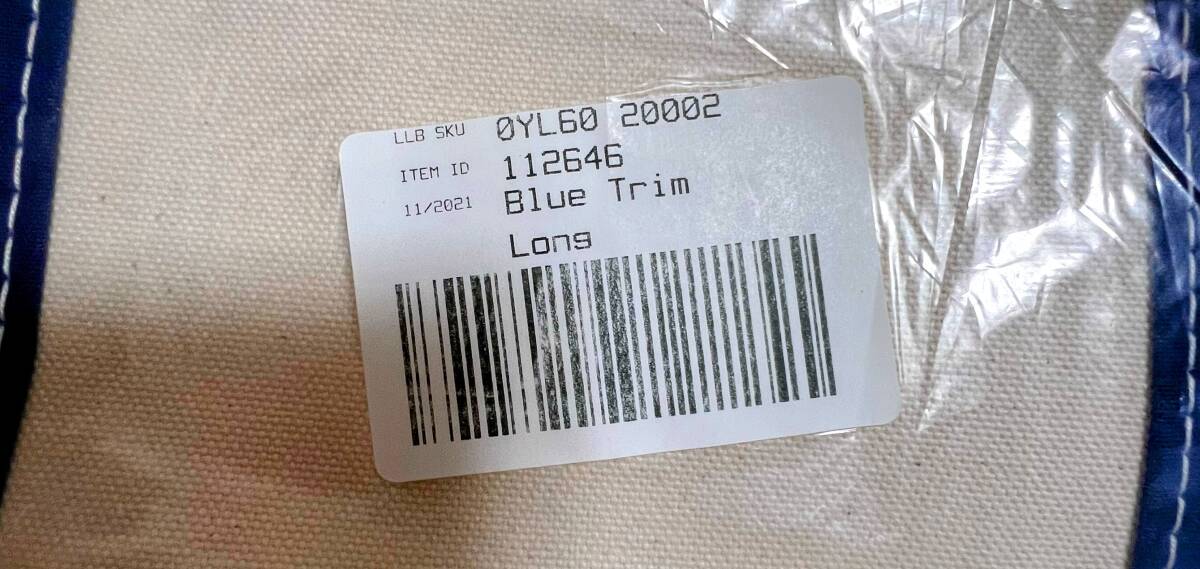 LLB SKU 0YL60 20002
ITEM ID 112646
11/2021 Blue Trim
Long